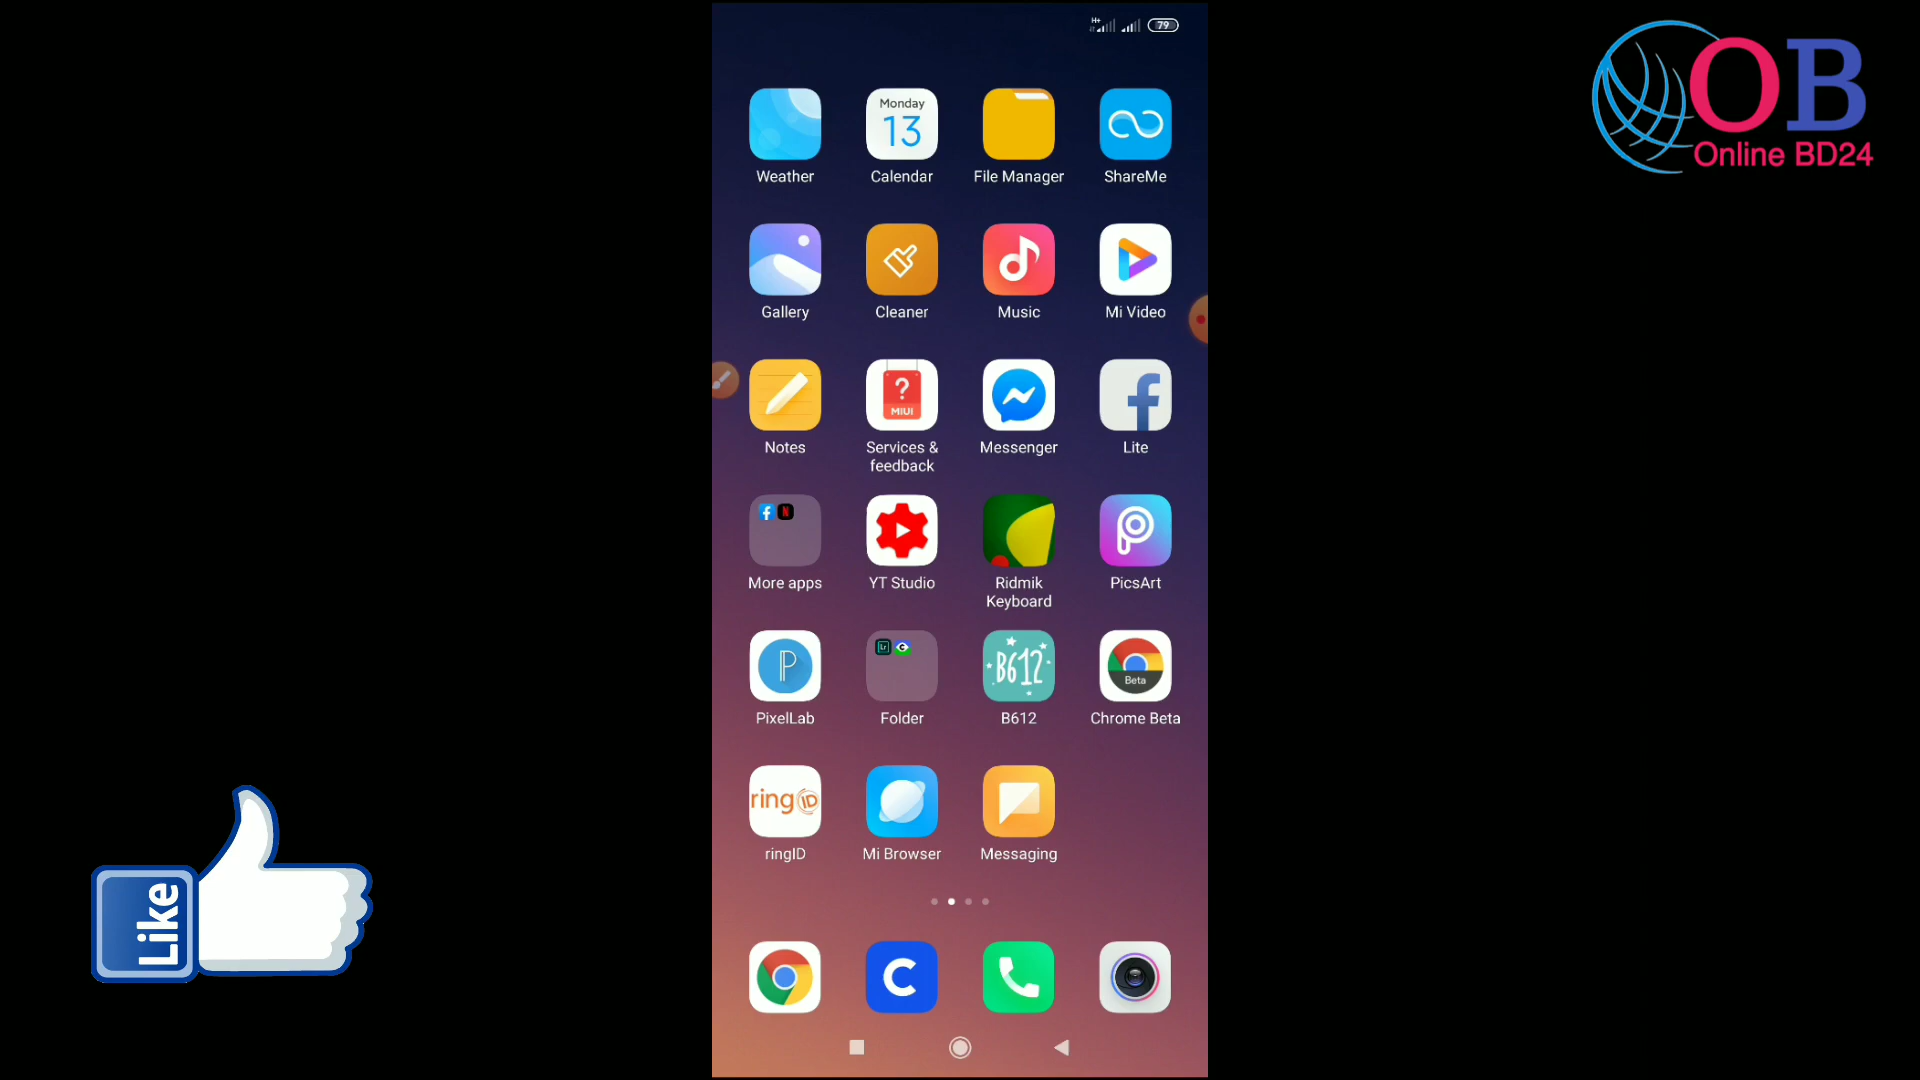 H+
79
OB
Online BD24
Monday
13
Weather
Calendar
File Manager
ShareMe
Gallery
Cleaner
Music
Mi Video
?
MIUI
f
Notes
Services &
feedback
Messenger
Lite
f
N
More apps
YT Studio
Ridmik
Keyboard
PicsArt
P
Lr
C
B612
Beta
PixelLab
Folder
B612
Chrome Beta
ringID
ringID
Mi Browser
Messaging
Like
C